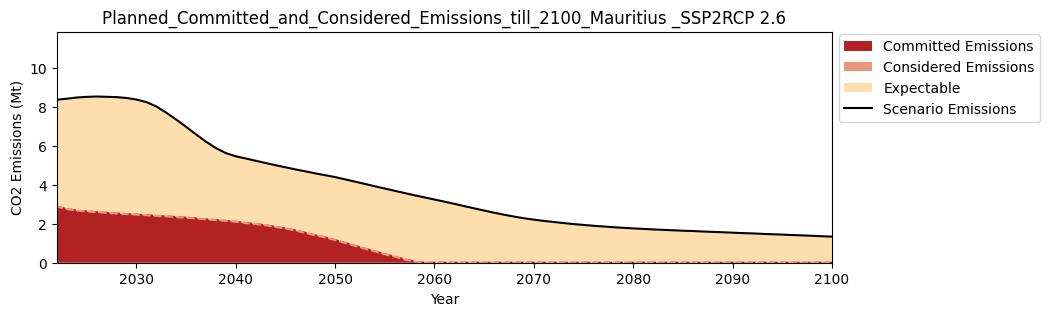 Planned_Committed_and_Considered_Emissions_till_2100_Mauritius _SSP2RCP 2.6
Committed Emissions
Considered Emissions
Expectable
Scenario Emissions
CO2 Emissions (Mt)
10
8
6
4
2
0
2030 2040 2050 2060 2070 2080 2090 2100
Year